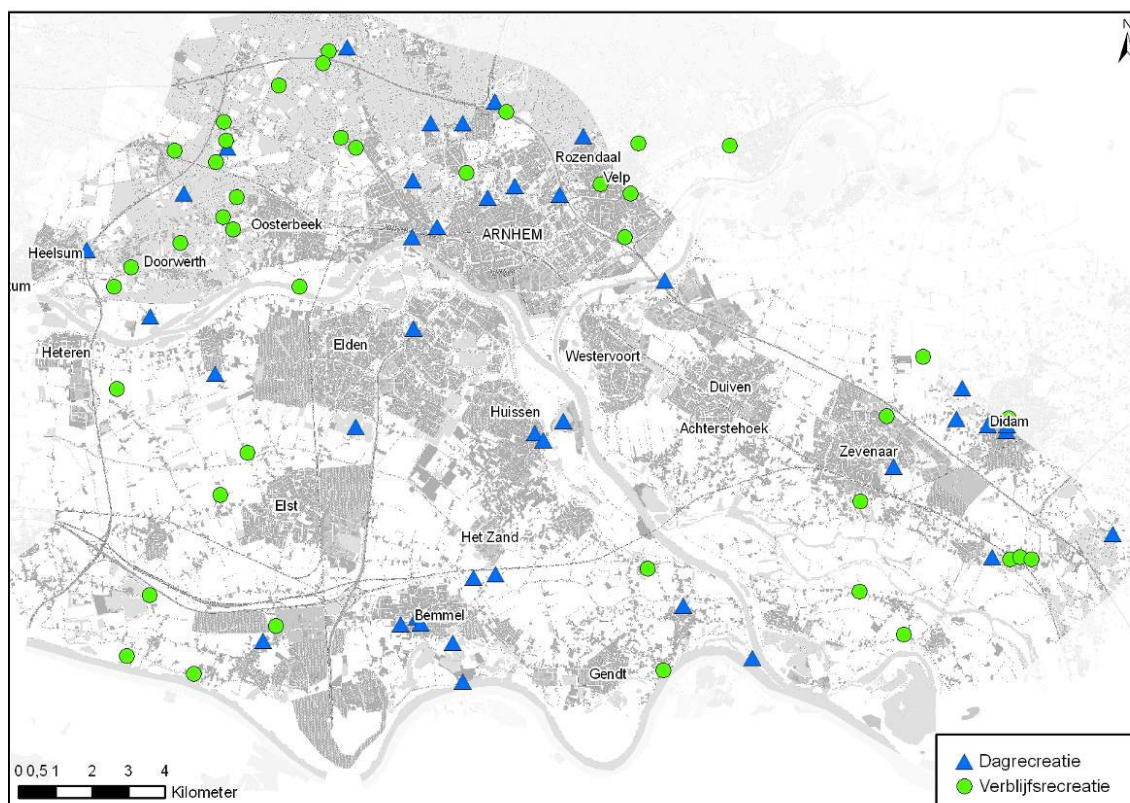 N
Rozendaal
Velp
Oosterbeek
ARNHEM
Heelsum
Doorwerth
um
Heteren
Elden
Westervoort
Duiven
Huissen
Achterstehoek
Didam
Zevenaar
Elst
Het Zand
Bemmel
Gendt
0 0,5 1 2 3 4
Kilometer
Dagrecreatie
Verblijfsrecreatie